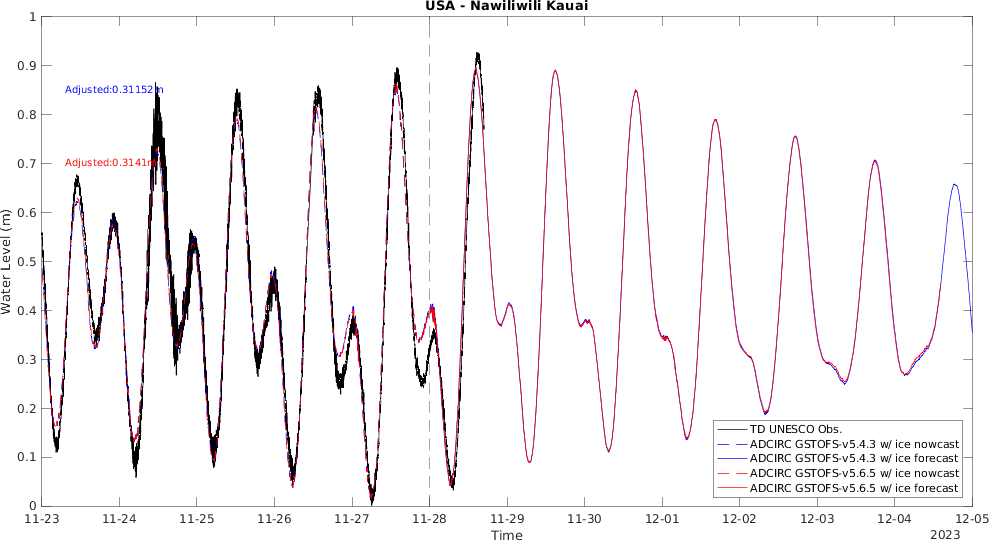 USA - Nawiliwili Kauai
1
0.9
Adjusted:0.31152m
0.8
0.7
Adjusted:0.3141m
0.6
0.5
Water Level (m)
0.4
0.3
0.2
0.1
0
TD UNESCO Obs.
ADCIRC GSTOFS-v5.4.3 w/ ice nowcast
ADCIRC GSTOFS-v5.4.3 w/ ice forecast
ADCIRC GSTOFS-v5.6.5 w/ ice nowcast
ADCIRC GSTOFS-v5.6.5 w/ ice forecast
11-23 11-24 11-25 11-26 11-27 11-28 11-29 11-30 12-01 12-02 12-03 12-04 12-05
Time
2023